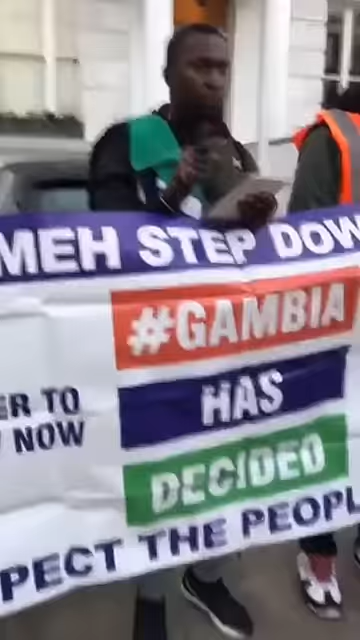 MEH STEP DOW
#GAMBIA
HAS
DECIDED
ER TO
NOW
PECT THE PEOPL